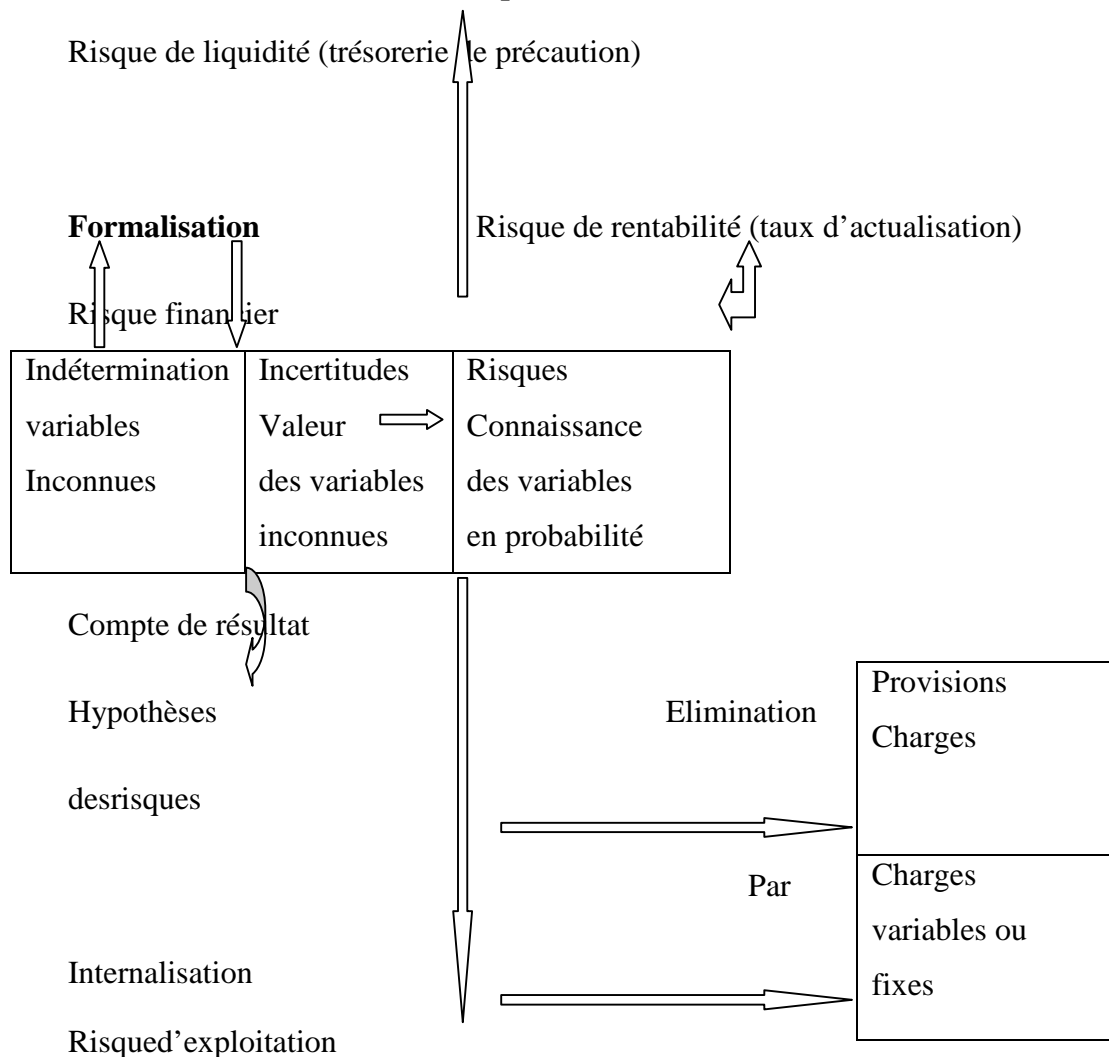 Risque de liquidité (trésorerie de précaution)
Formalisation Risque de rentabilité (taux d’actualisation)
Risque financier
Indétermination
variables
Inconnues
Incertitudes
Valeur
des variables
inconnues
Risques
Connaissance
des variables
en probabilité
Compte de résultat
Hypothèses
desrisques
Elimination
Par
Provisions
Charges
Charges
variables ou
fixes
Internalisation
Risqued’exploitation